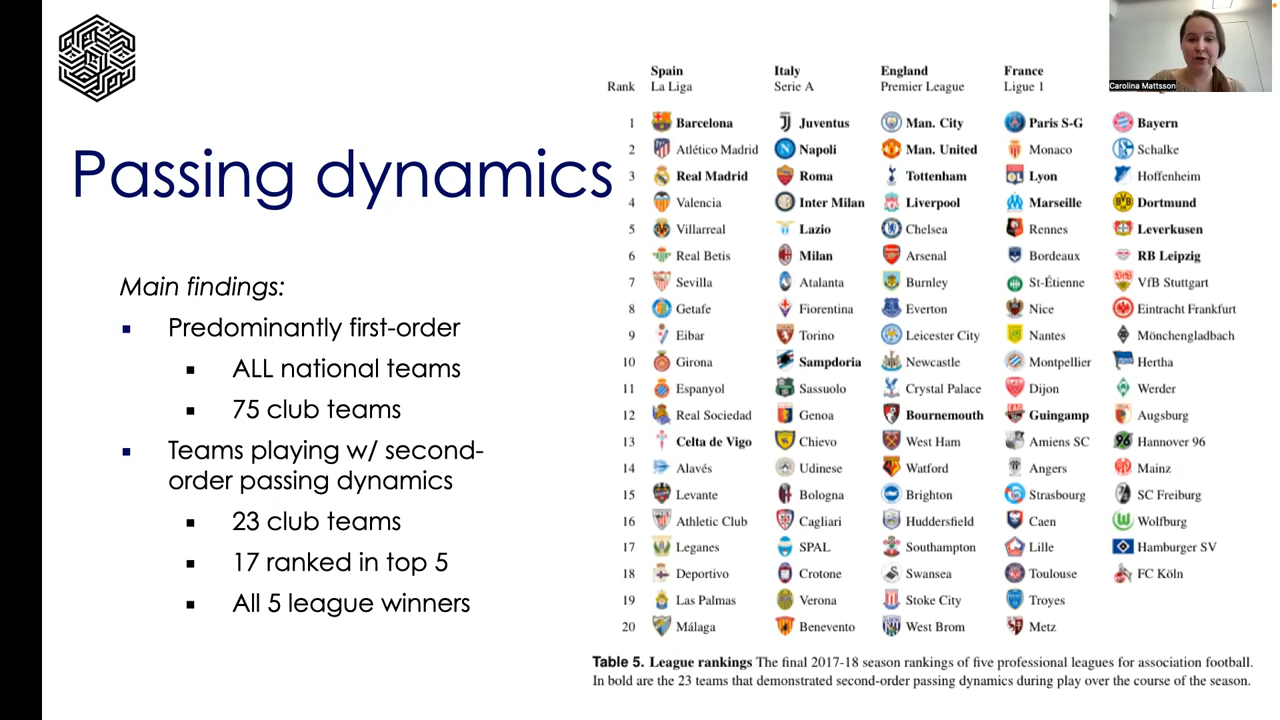 Carolina Mattsson
Passing dynamics
Main findings:
Predominantly first-order
ALL national teams
75 club teams
Teams playing w/ second-
order passing dynamics
23 club teams
17 ranked in top 5
All 5 league winners
Spain Italy England France
Rank La Liga Serie A Premier League Ligue 1
1 Barcelona Juventus Man. City Paris S-G Bayern
2 Atlético Madrid Napoli Man. United Monaco Schalke
3 Real Madrid Roma Tottenham Lyon Hoffenheim
4 Valencia Inter Milan Liverpool Marseille Dortmund
5 Villarreal Lazio Chelsea Rennes Leverkusen
6 Real Betis Milan Arsenal Bordeaux RB Leipzig
7 Sevilla Atalanta Burnley St-Étienne VfB Stuttgart
8 Getafe Fiorentina Everton Nice Eintracht Frankfurt
9 Eibar Torino Leicester City Nantes Mönchengladbach
10 Girona Sampdoria Newcastle Montpellier Hertha
11 Espanyol Sassuolo Crystal Palace Dijon Werder
12 Real Sociedad Genoa Bournemouth Guingamp Augsburg
13 Celta de Vigo Chievo West Ham Amiens SC Hannover 96
14 Alavés Udinese Watford Angers Mainz
15 Levante Bologna Brighton Strasbourg SC Freiburg
16 Athletic Club Cagliari Huddersfield Caen Wolfburg
17 Leganes SPAL Southampton Lille Hamburger SV
18 Deportivo Crotone Swansea Toulouse FC Köln
19 Las Palmas Verona Stoke City Troyes
20 Málaga Benevento West Brom Metz
Table 5. League rankings The final 2017-18 season rankings of five professional leagues for association football.
In bold are the 23 teams that demonstrated second-order passing dynamics during play over the course of the season.